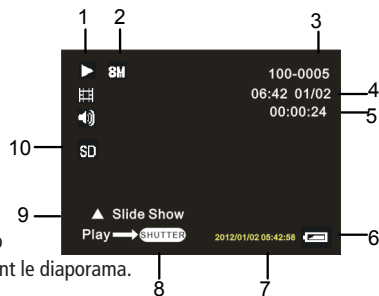 1 2 3
8M 100-0005
06:42 01/02 4
00:00:24 5
10 SD
9 Slide Show
Play SHUTTER 2012/01/02 05:42:58 6
nt le diaporama.
8 7